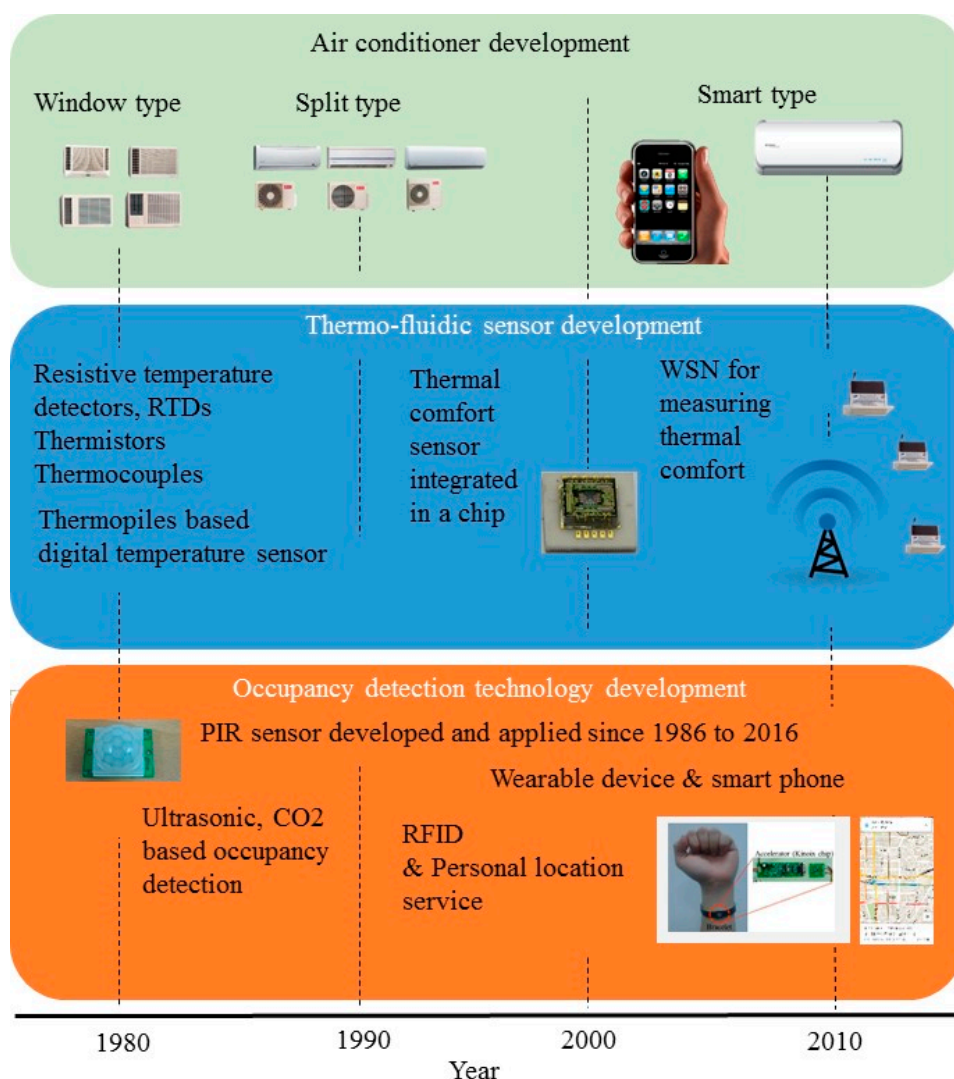 Air conditioner development
Window type
Split type
Smart type
Thermo-fluidic sensor development
Resistive temperature
detectors, RTDs
Thermistors
Thermocouples
Thermopiles based
digital temperature sensor
Thermal
comfort
sensor
integrated
in a chip
WSN for
measuring
thermal
comfort
Occupancy detection technology development
PIR sensor developed and applied since 1986 to 2016
Wearable device & smart phone
Ultrasonic, CO2
based occupancy
detection
RFID
& Personal location
service
Accelerator (Kinoin chip)
Bracelet
1980
1990
2000
2010
Year